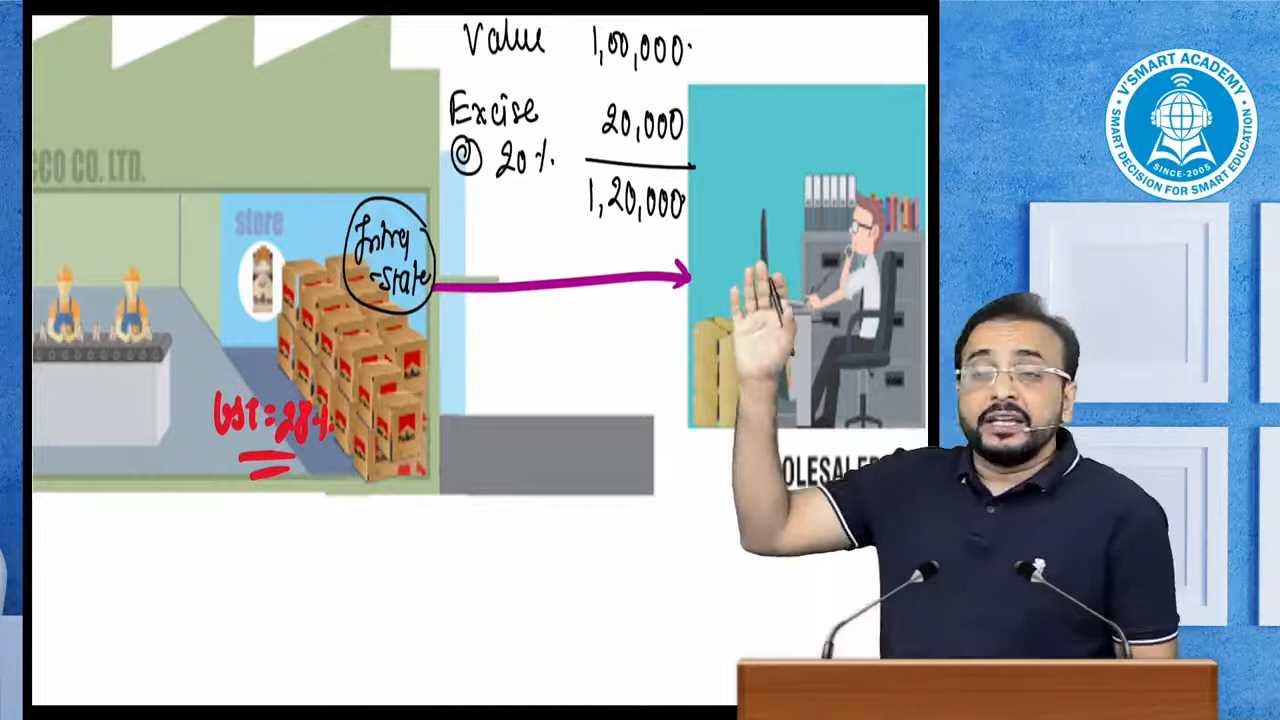 Value 1,00,000.
Excise 20,000
@ 20%.
1,20,000
CCO CO. LTD.
store
Intra
-state
GST = 28%.
OLESALER
V'SMART ACADEMY
SINCE-2005
SMART DECISION FOR SMART EDUCATION